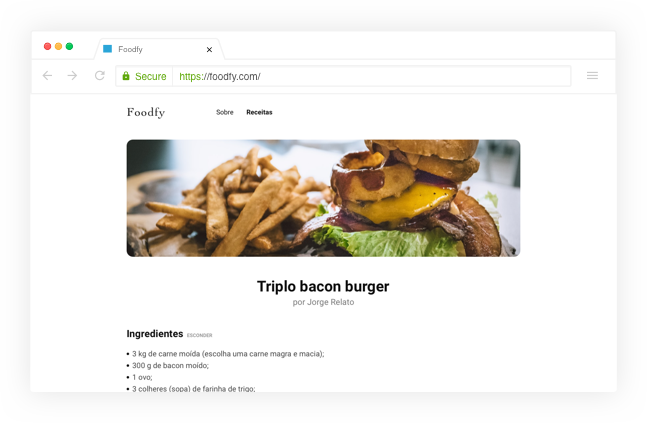 Foodfy
Secure https://foodfy.com/
Foodfy Sobre Receitas
Triplo bacon burger
por Jorge Relato
Ingredientes ESCONDER
3 kg de carne moída (escolha uma carne magra e macia);
300 g de bacon moído;
1 ovo;
3 colheres (sopa) de farinha de trigo;